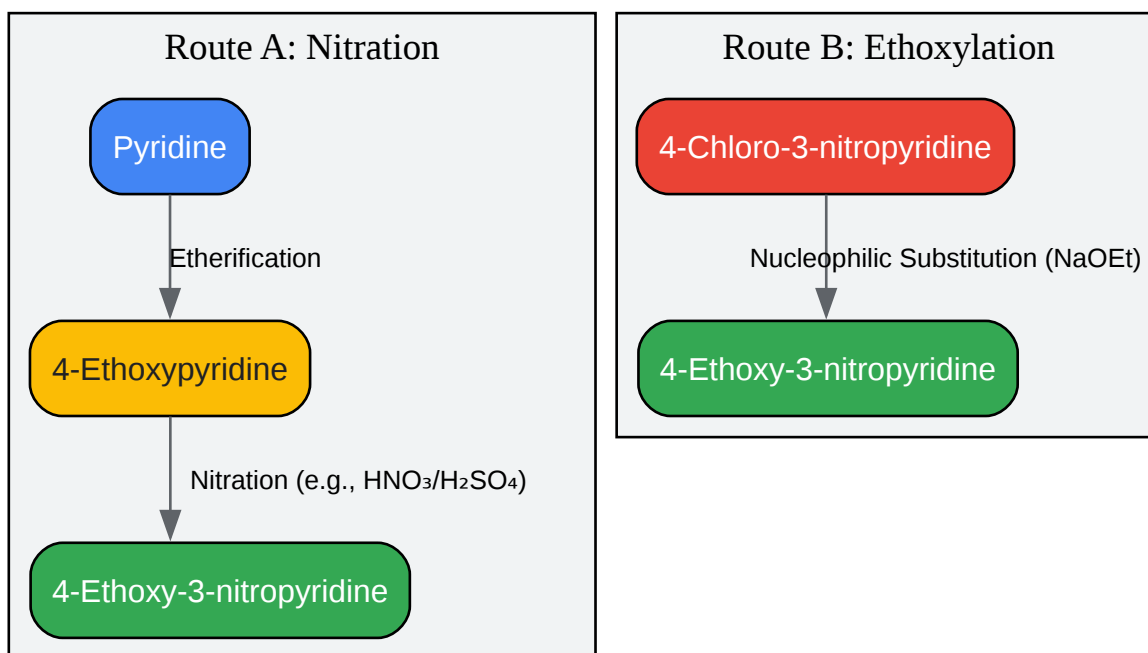 Route A: Nitration
Pyridine
Etherification
4-Ethoxypyridine
Nitration (e.g., HNO₃/H₂SO₄)
4-Ethoxy-3-nitropyridine
Route B: Ethoxylation
4-Chloro-3-nitropyridine
Nucleophilic Substitution (NaOEt)
4-Ethoxy-3-nitropyridine